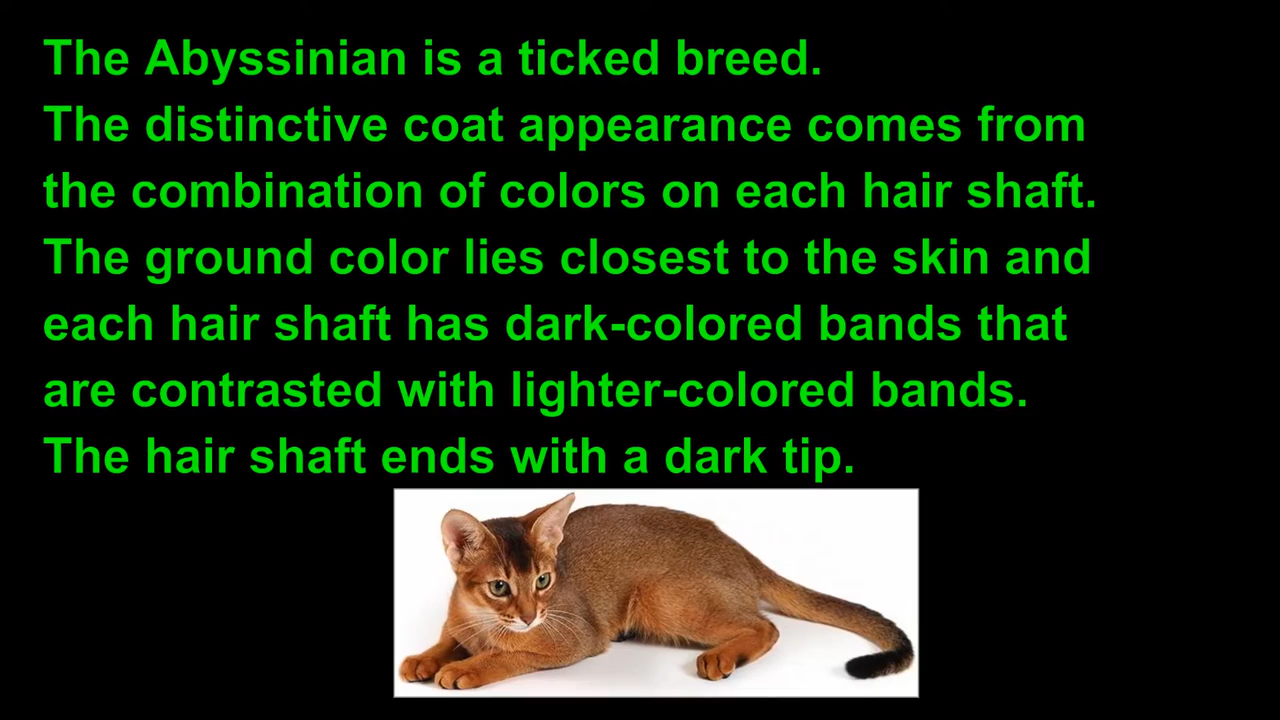 The Abyssinian is a ticked breed.
The distinctive coat appearance comes from
the combination of colors on each hair shaft.
The ground color lies closest to the skin and
each hair shaft has dark-colored bands that
are contrasted with lighter-colored bands.
The hair shaft ends with a dark tip.